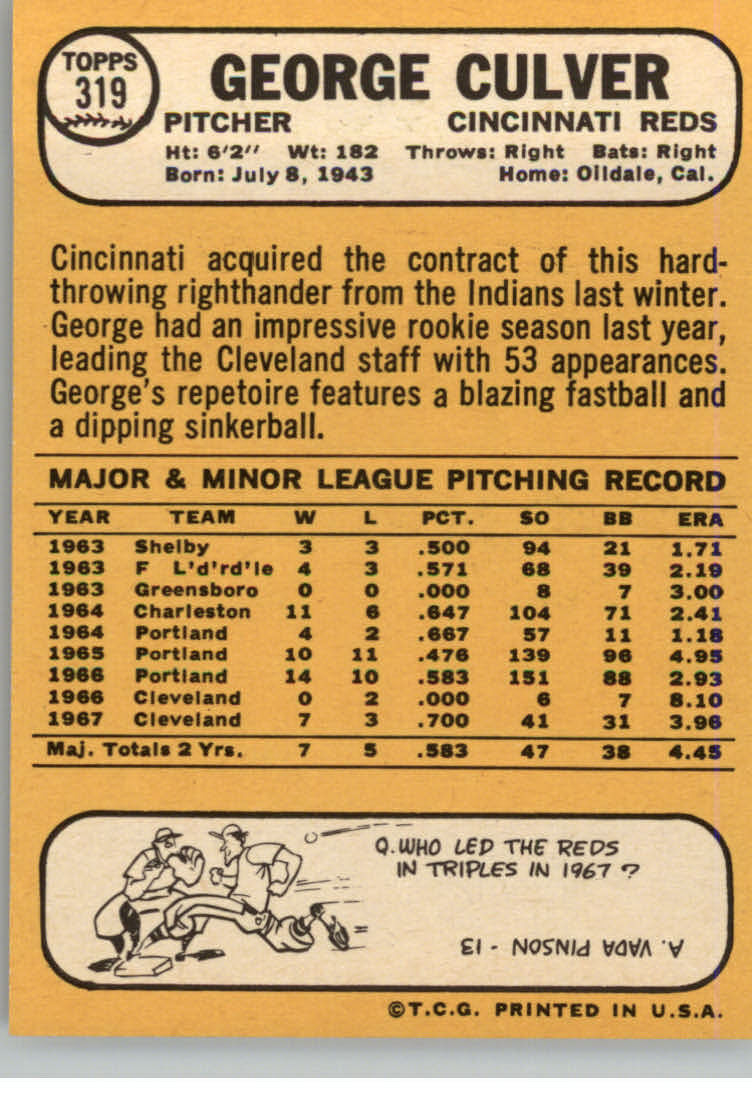 TOPPS
319
GEORGE CULVER
PITCHER CINCINNATI REDS
Ht: 6'2" Wt: 182 Throws: Right Bats: Right
Born: July 8, 1943 Home: Oildale, Cal.
Cincinnati acquired the contract of this hard-
throwing righthander from the Indians last winter.
George had an impressive rookie season last year,
leading the Cleveland staff with 53 appearances.
George's repetoire features a blazing fastball and
a dipping sinkerball.
MAJOR & MINOR LEAGUE PITCHING RECORD
YEAR TEAM W L PCT. SO BB ERA
1963 Shelby 3 3 .500 94 21 1.71
1963 F L'd'rd'le 4 3 .571 68 39 2.19
1963 Greensboro 0 0 .000 8 7 3.00
1964 Charleston 11 6 .647 104 71 2.41
1964 Portland 4 2 .667 57 11 1.18
1965 Portland 10 11 .476 139 96 4.95
1966 Portland 14 10 .583 151 88 2.93
1966 Cleveland 0 2 .000 6 7 8.10
1967 Cleveland 7 3 .700 41 31 3.96
Maj. Totals 2 Yrs. 7 5 .583 47 38 4.45
Q. WHO LED THE REDS
IN TRIPLES IN 1967 ?
A. VADA PINSON - 13
©T.C.G. PRINTED IN U.S.A.